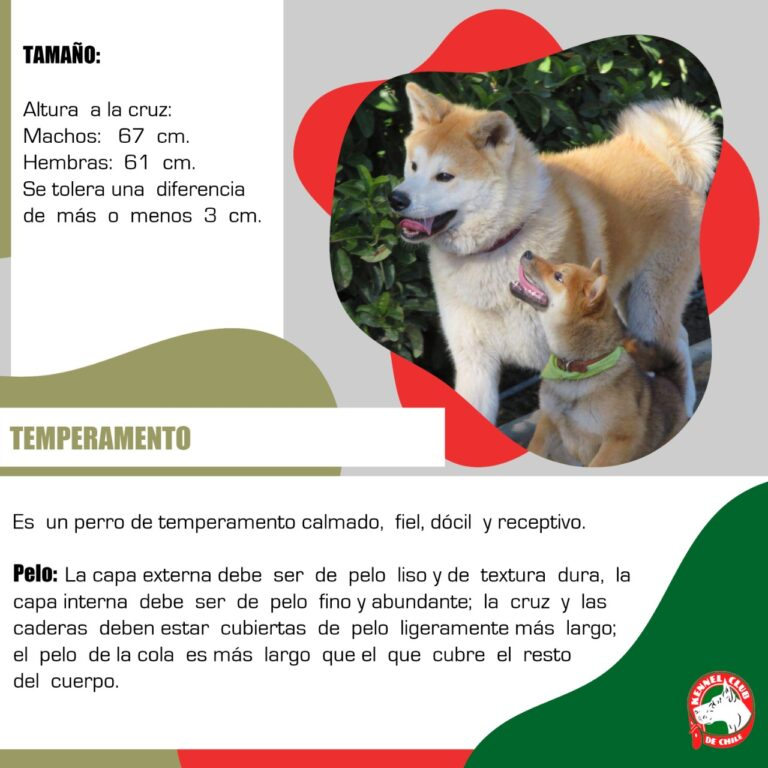 TAMAÑO:
Altura a la cruz:
Machos: 67 cm.
Hembras: 61 cm.
Se tolera una diferencia
de más o menos 3 cm.
TEMPERAMENTO
Es un perro de temperamento calmado, fiel, dócil y receptivo.
Pelo: La capa externa debe ser de pelo liso y de textura dura, la
capa interna debe ser de pelo fino y abundante; la cruz y las
caderas deben estar cubiertas de pelo ligeramente más largo;
el pelo de la cola es más largo que el que cubre el resto
del cuerpo.
KENNEL CLUB
DE CHILE